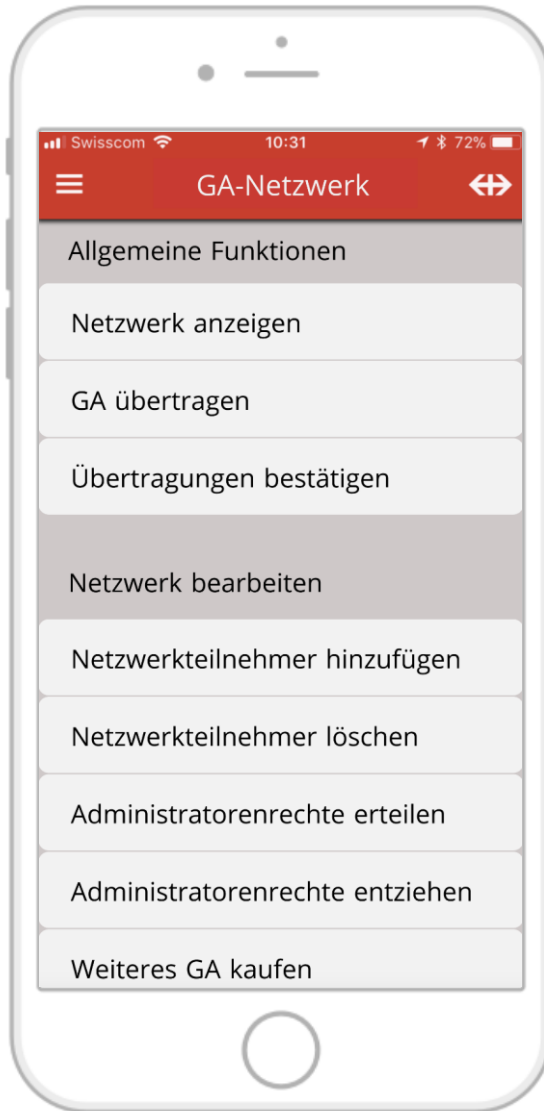 Swisscom 10:31 72%
GA-Netzwerk
Allgemeine Funktionen
Netzwerk anzeigen
GA übertragen
Übertragungen bestätigen
Netzwerk bearbeiten
Netzwerkteilnehmer hinzufügen
Netzwerkteilnehmer löschen
Administratorenrechte erteilen
Administratorenrechte entziehen
Weiteres GA kaufen